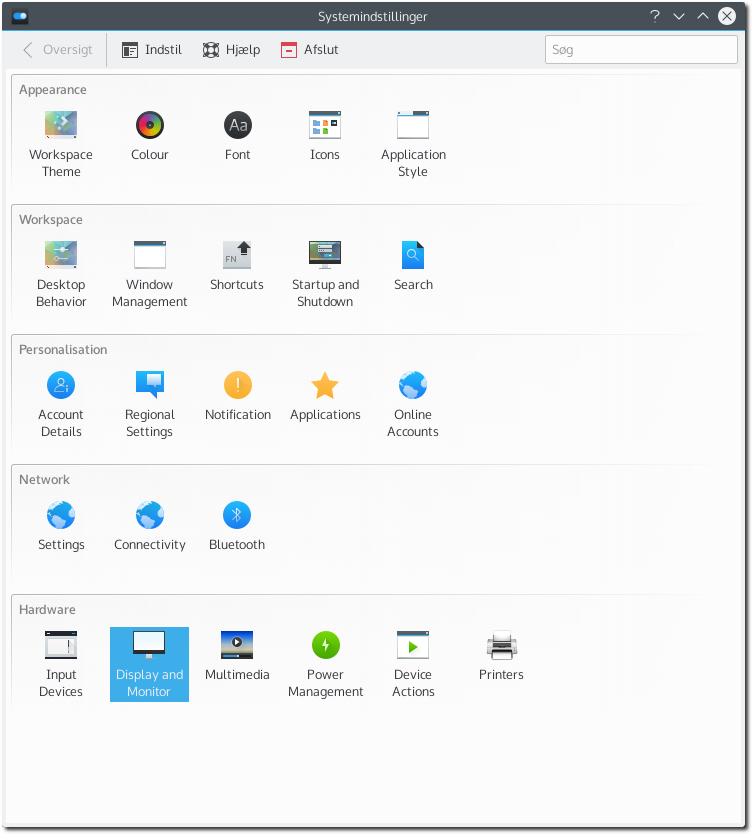 Systemindstillinger
Oversigt Indstil Hjælp Afslut Søg
Appearance
Workspace Theme
Colour
Font
Aa
Icons
Application Style
Workspace
Desktop Behavior
Window Management
FN
Shortcuts
Startup and Shutdown
Search
Personalisation
Account Details
Regional Settings
Notification
Applications
Online Accounts
Network
Settings
Connectivity
Bluetooth
Hardware
Input Devices
Display and Monitor
Multimedia
Power Management
Device Actions
Printers